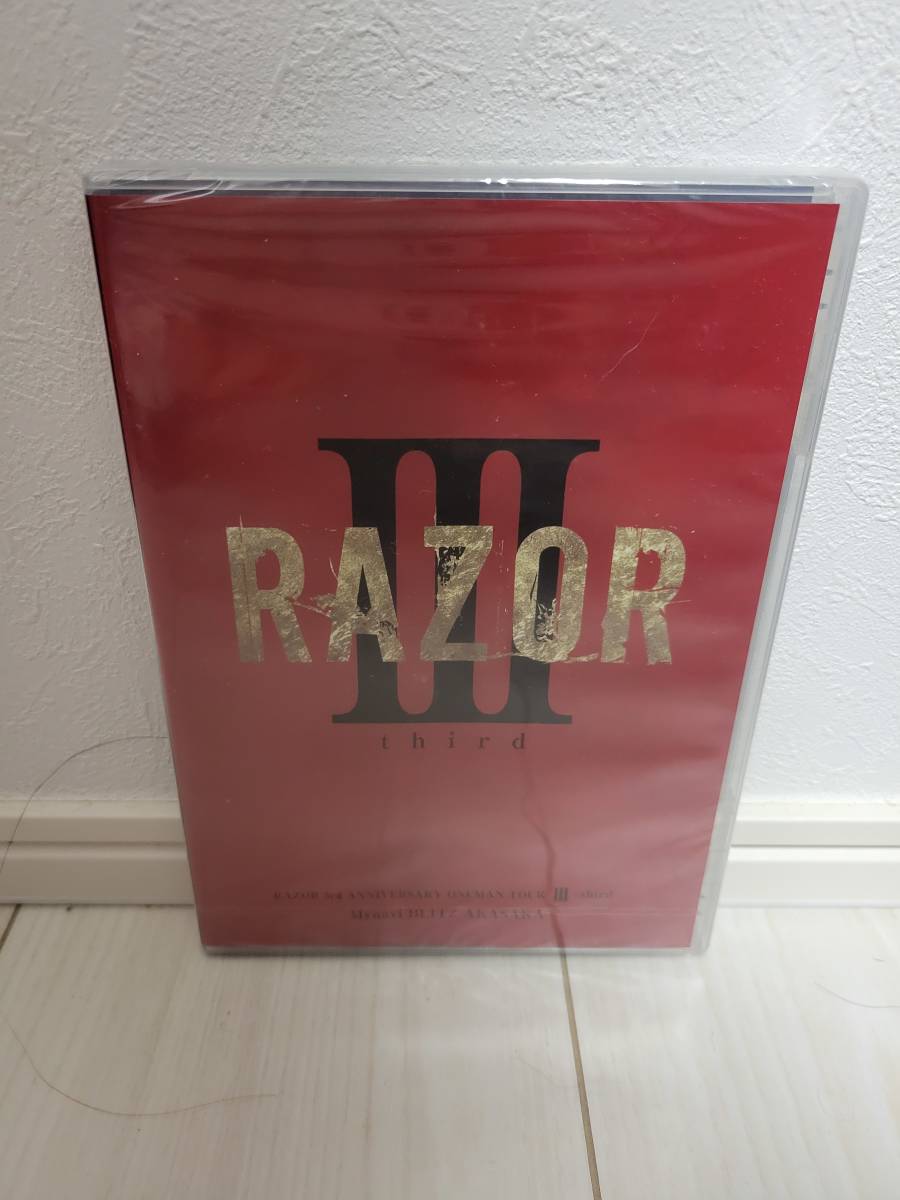 III
RAZOR
third
RAZOR 3rd ANNIVERSARY ONEMAN TOUR III -third-
Mynavi BLITZ AKASAKA